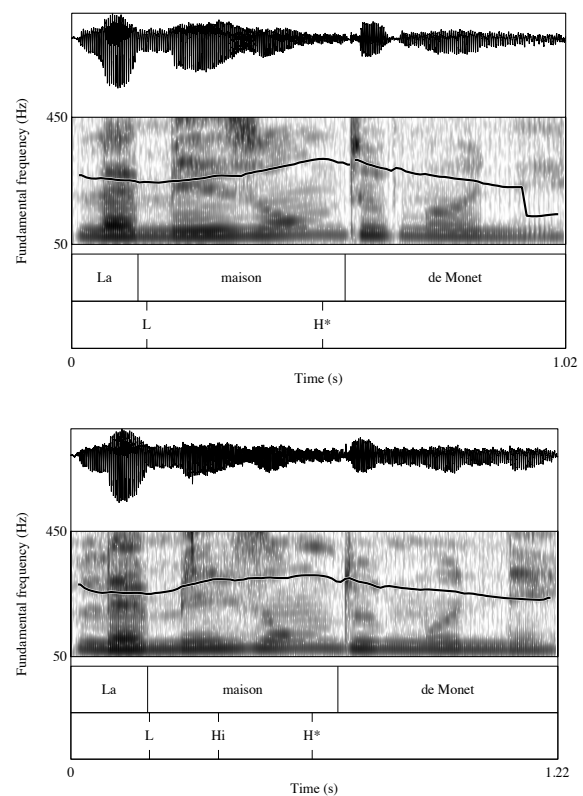 450
Fundamental frequency (Hz)
50
La maison de Monet
L H*
0 1.02
Time (s)
450
Fundamental frequency (Hz)
50
La maison de Monet
L Hi H*
0 1.22
Time (s)